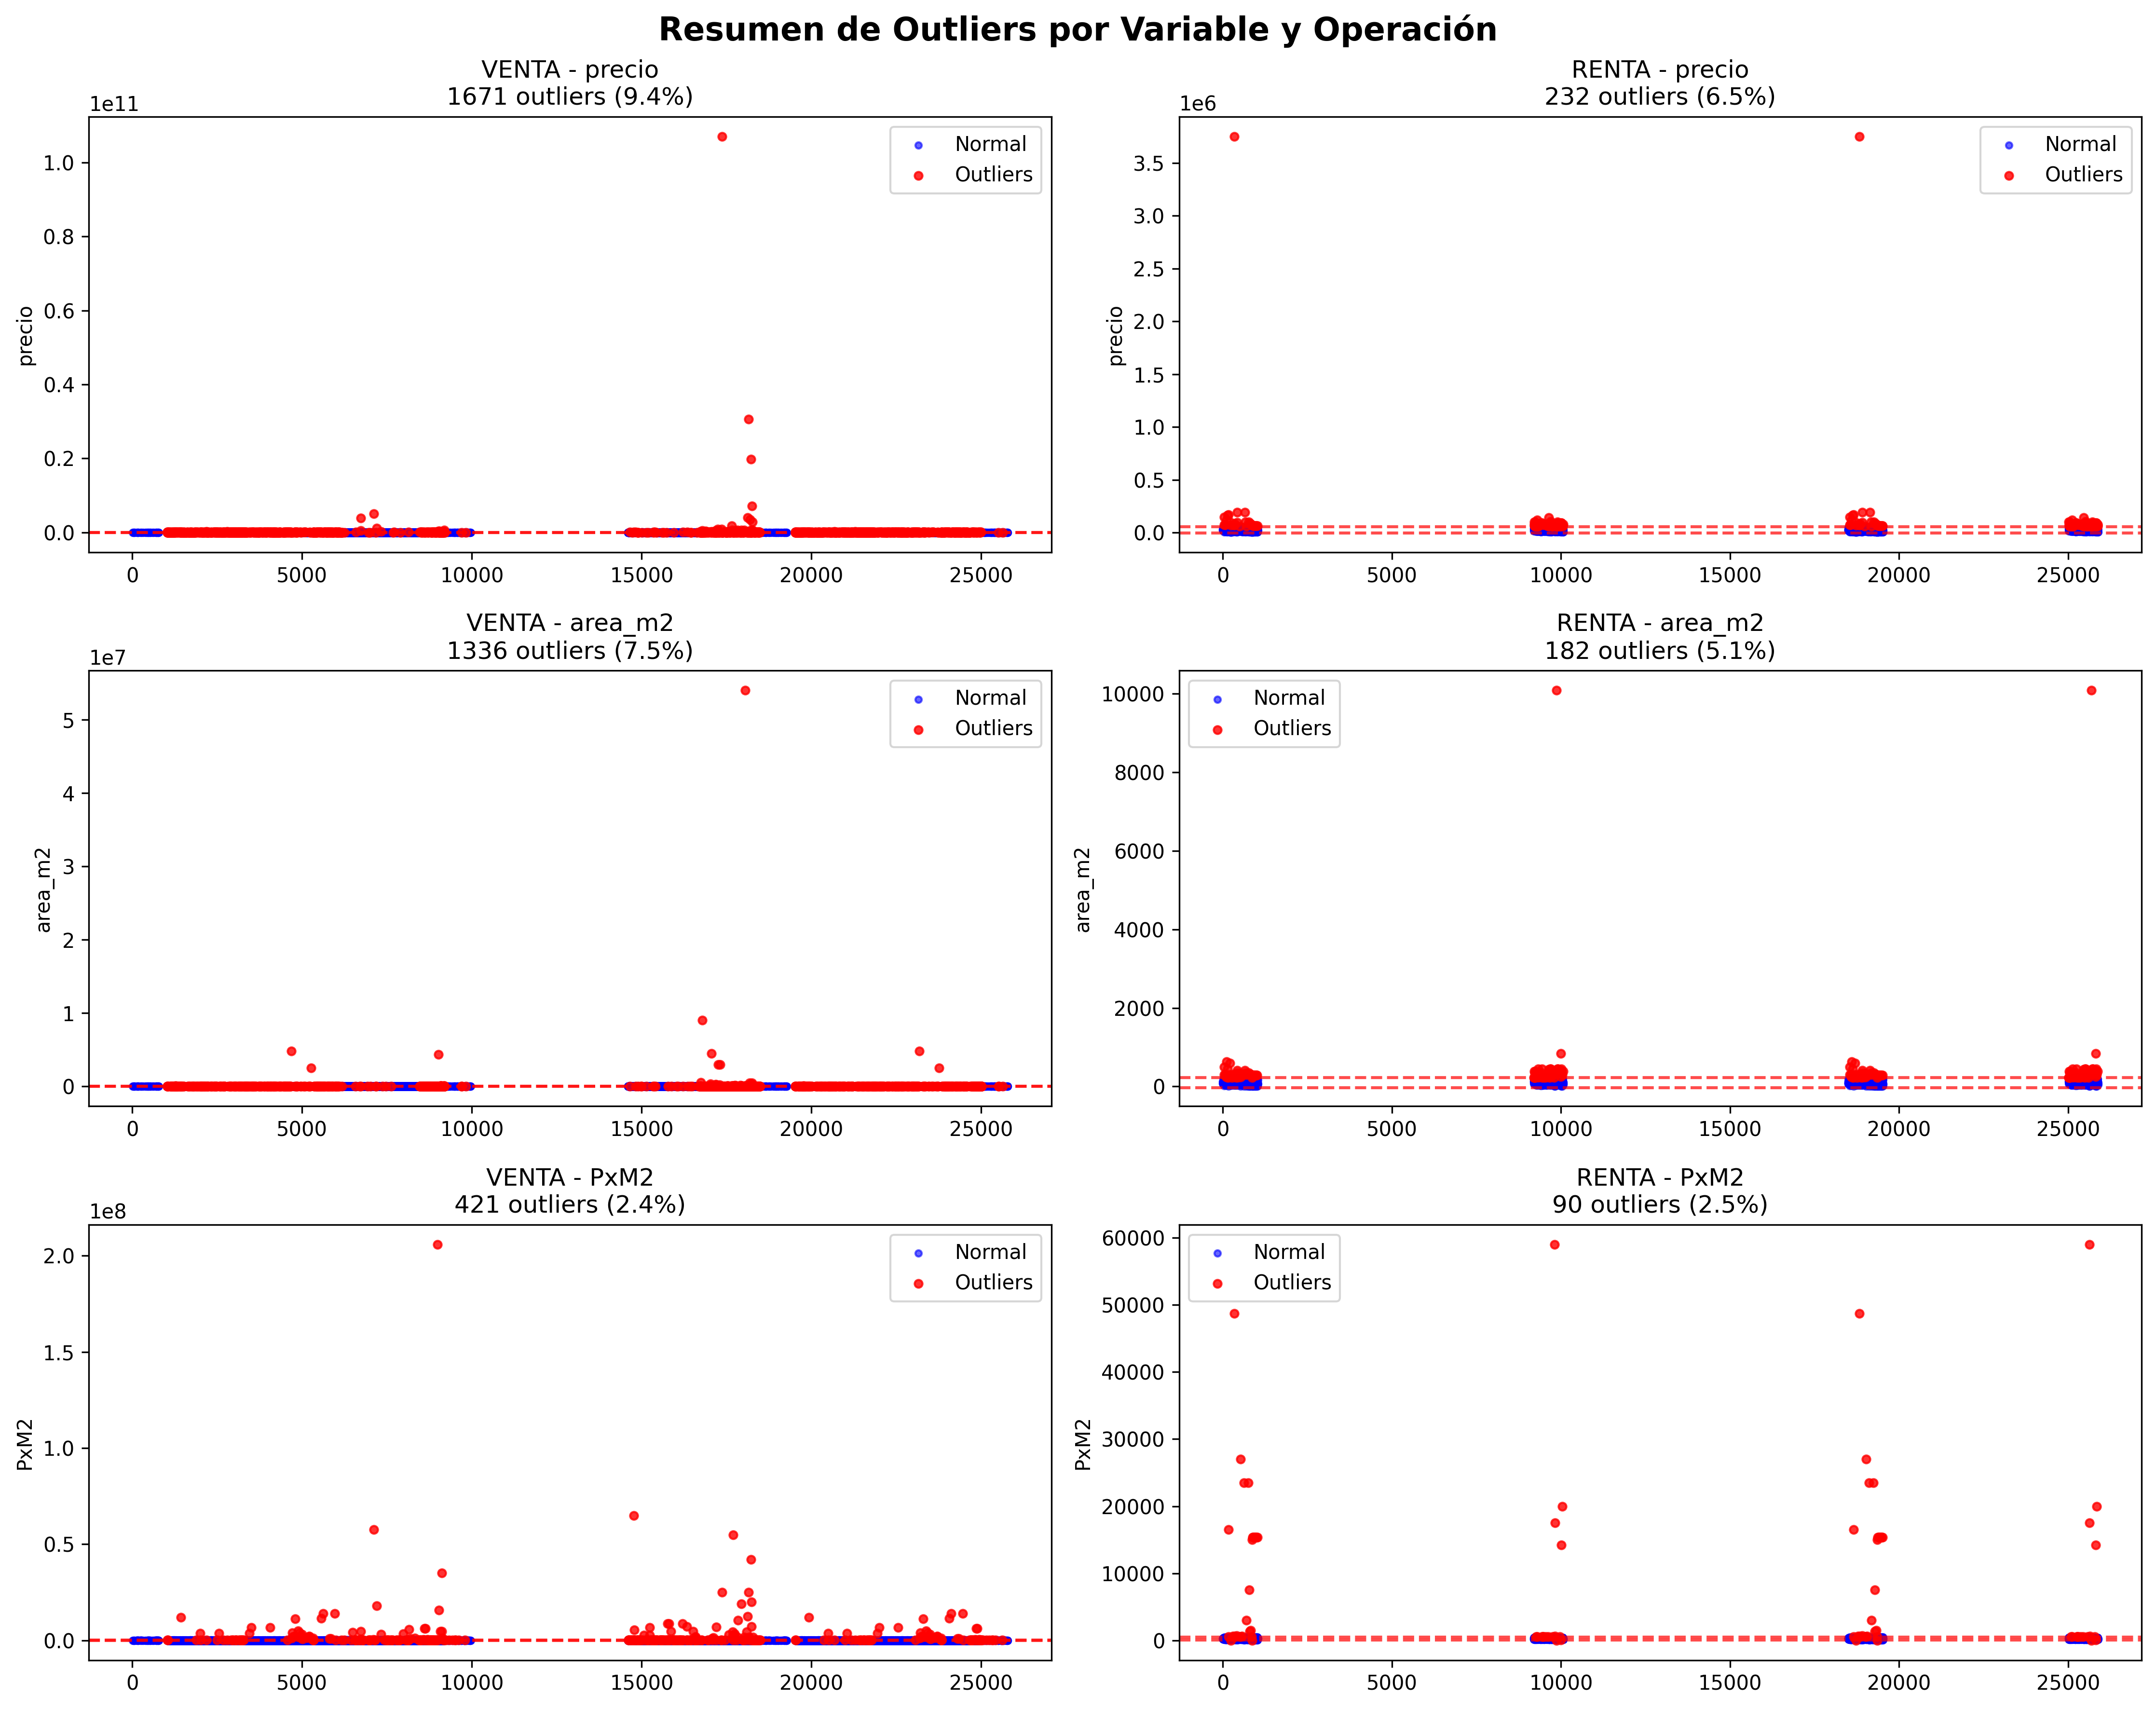 Resumen de Outliers por Variable y Operación
VENTA - precio
1671 outliers (9.4%)
1e11
1.0
0.8
0.6
0.4
0.2
0.0
precio
Normal
Outliers
0 5000 10000 15000 20000 25000
RENTA - precio
232 outliers (6.5%)
1e6
3.5
3.0
2.5
2.0
1.5
1.0
0.5
0.0
precio
Normal
Outliers
0 5000 10000 15000 20000 25000
VENTA - area_m2
1336 outliers (7.5%)
1e7
5
4
3
2
1
0
area_m2
Normal
Outliers
0 5000 10000 15000 20000 25000
RENTA - area_m2
182 outliers (5.1%)
10000
8000
6000
4000
2000
0
area_m2
Normal
Outliers
0 5000 10000 15000 20000 25000
VENTA - PxM2
421 outliers (2.4%)
1e8
2.0
1.5
1.0
0.5
0.0
PxM2
Normal
Outliers
0 5000 10000 15000 20000 25000
RENTA - PxM2
90 outliers (2.5%)
60000
50000
40000
30000
20000
10000
0
PxM2
Normal
Outliers
0 5000 10000 15000 20000 25000